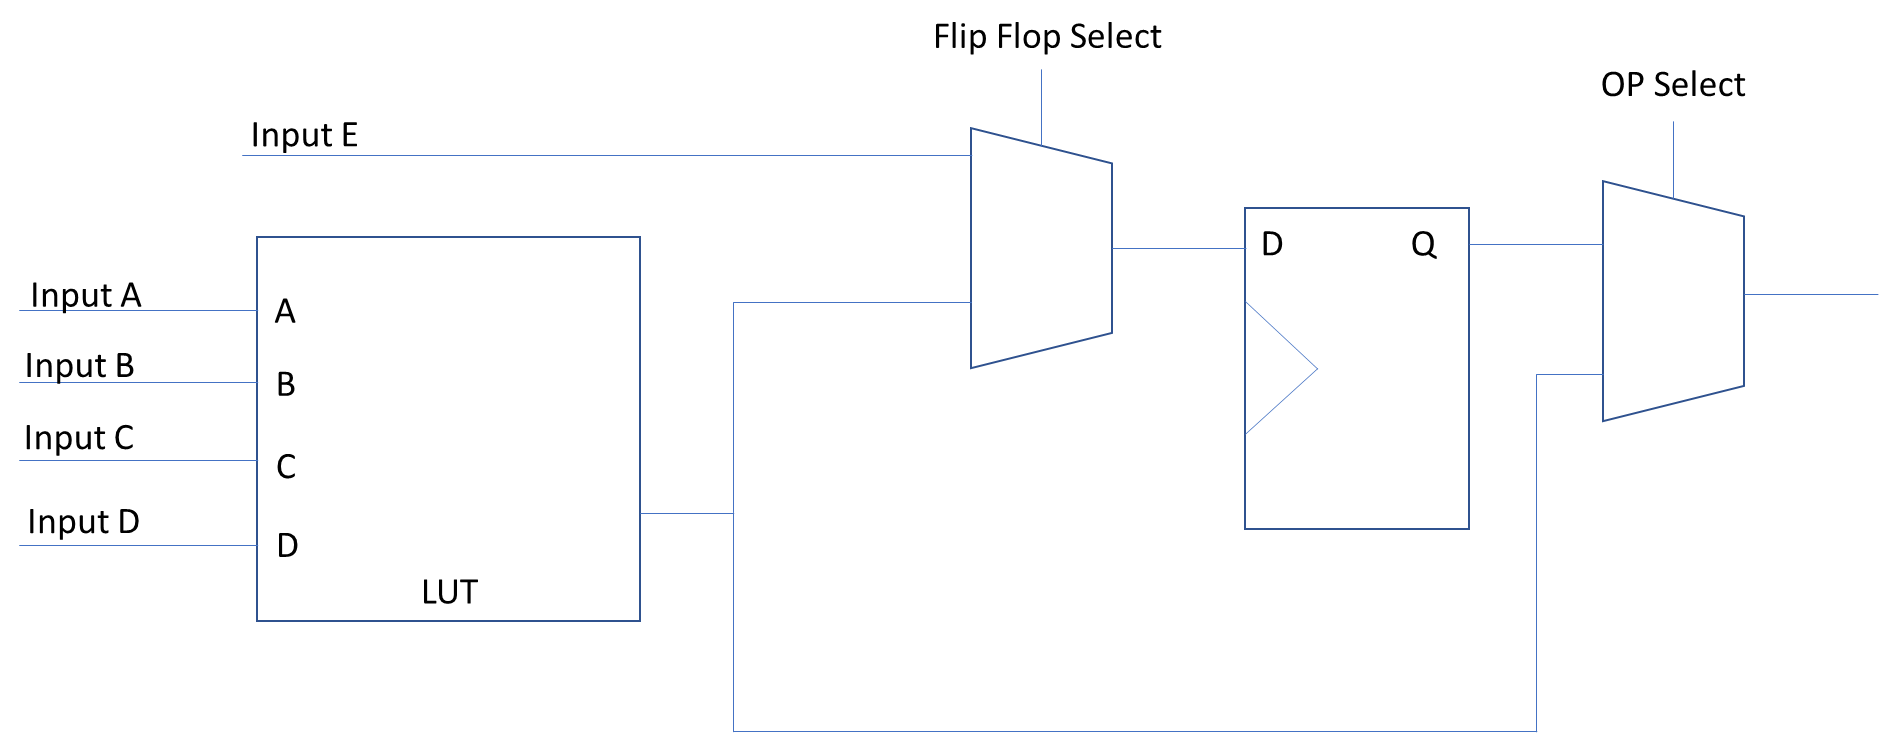 Flip Flop Select
OP Select
Input E
Input A
Input B
Input C
Input D
A
B
C
D
LUT
D
Q